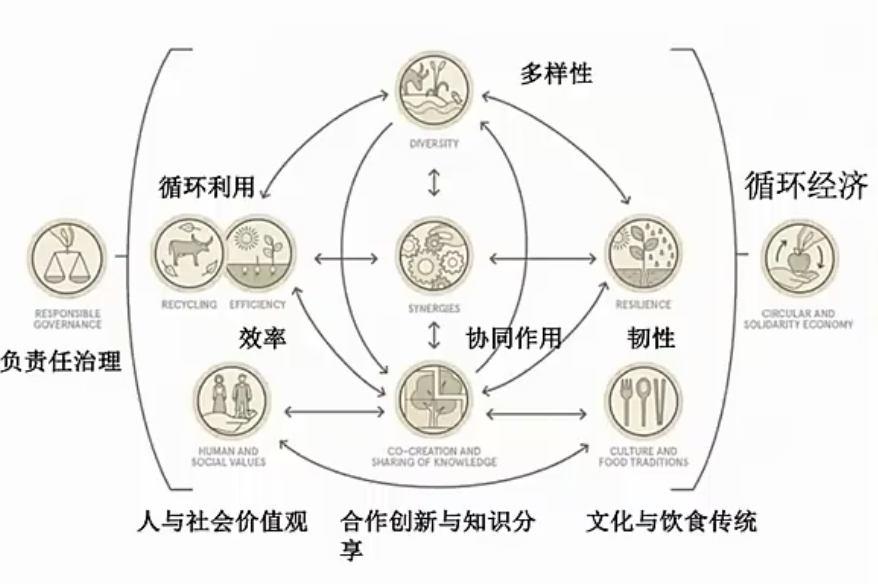 多样性
DIVERSITY
循环利用
循环经济
RECYCLING
EFFICIENCY
SYNERGIES
RESILIENCE
RESPONSIBLE
GOVERNANCE
CIRCULAR AND
SOLIDARITY ECONOMY
效率
协同作用
韧性
负责任治理
HUMAN AND
SOCIAL VALUES
CO-CREATION AND
SHARING OF KNOWLEDGE
CULTURE AND
FOOD TRADITIONS
人与社会价值观
合作创新与知识分
享
文化与饮食传统